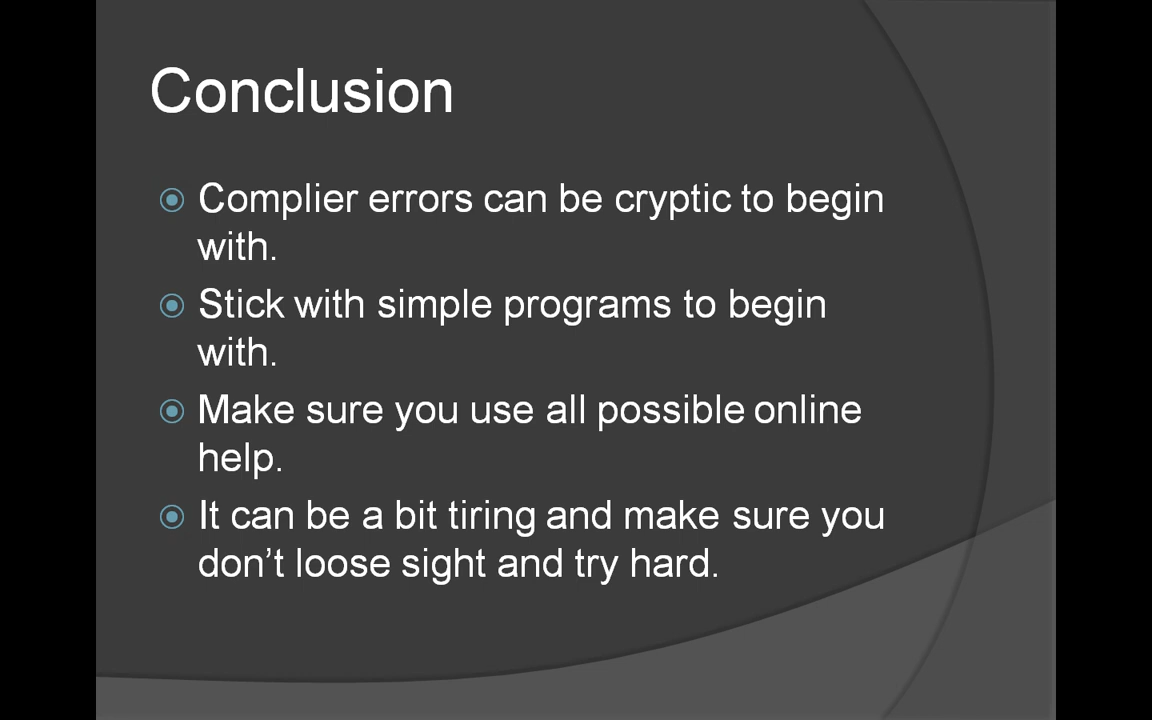 Conclusion
Complier errors can be cryptic to begin
with.
Stick with simple programs to begin
with.
Make sure you use all possible online
help.
It can be a bit tiring and make sure you
don’t loose sight and try hard.